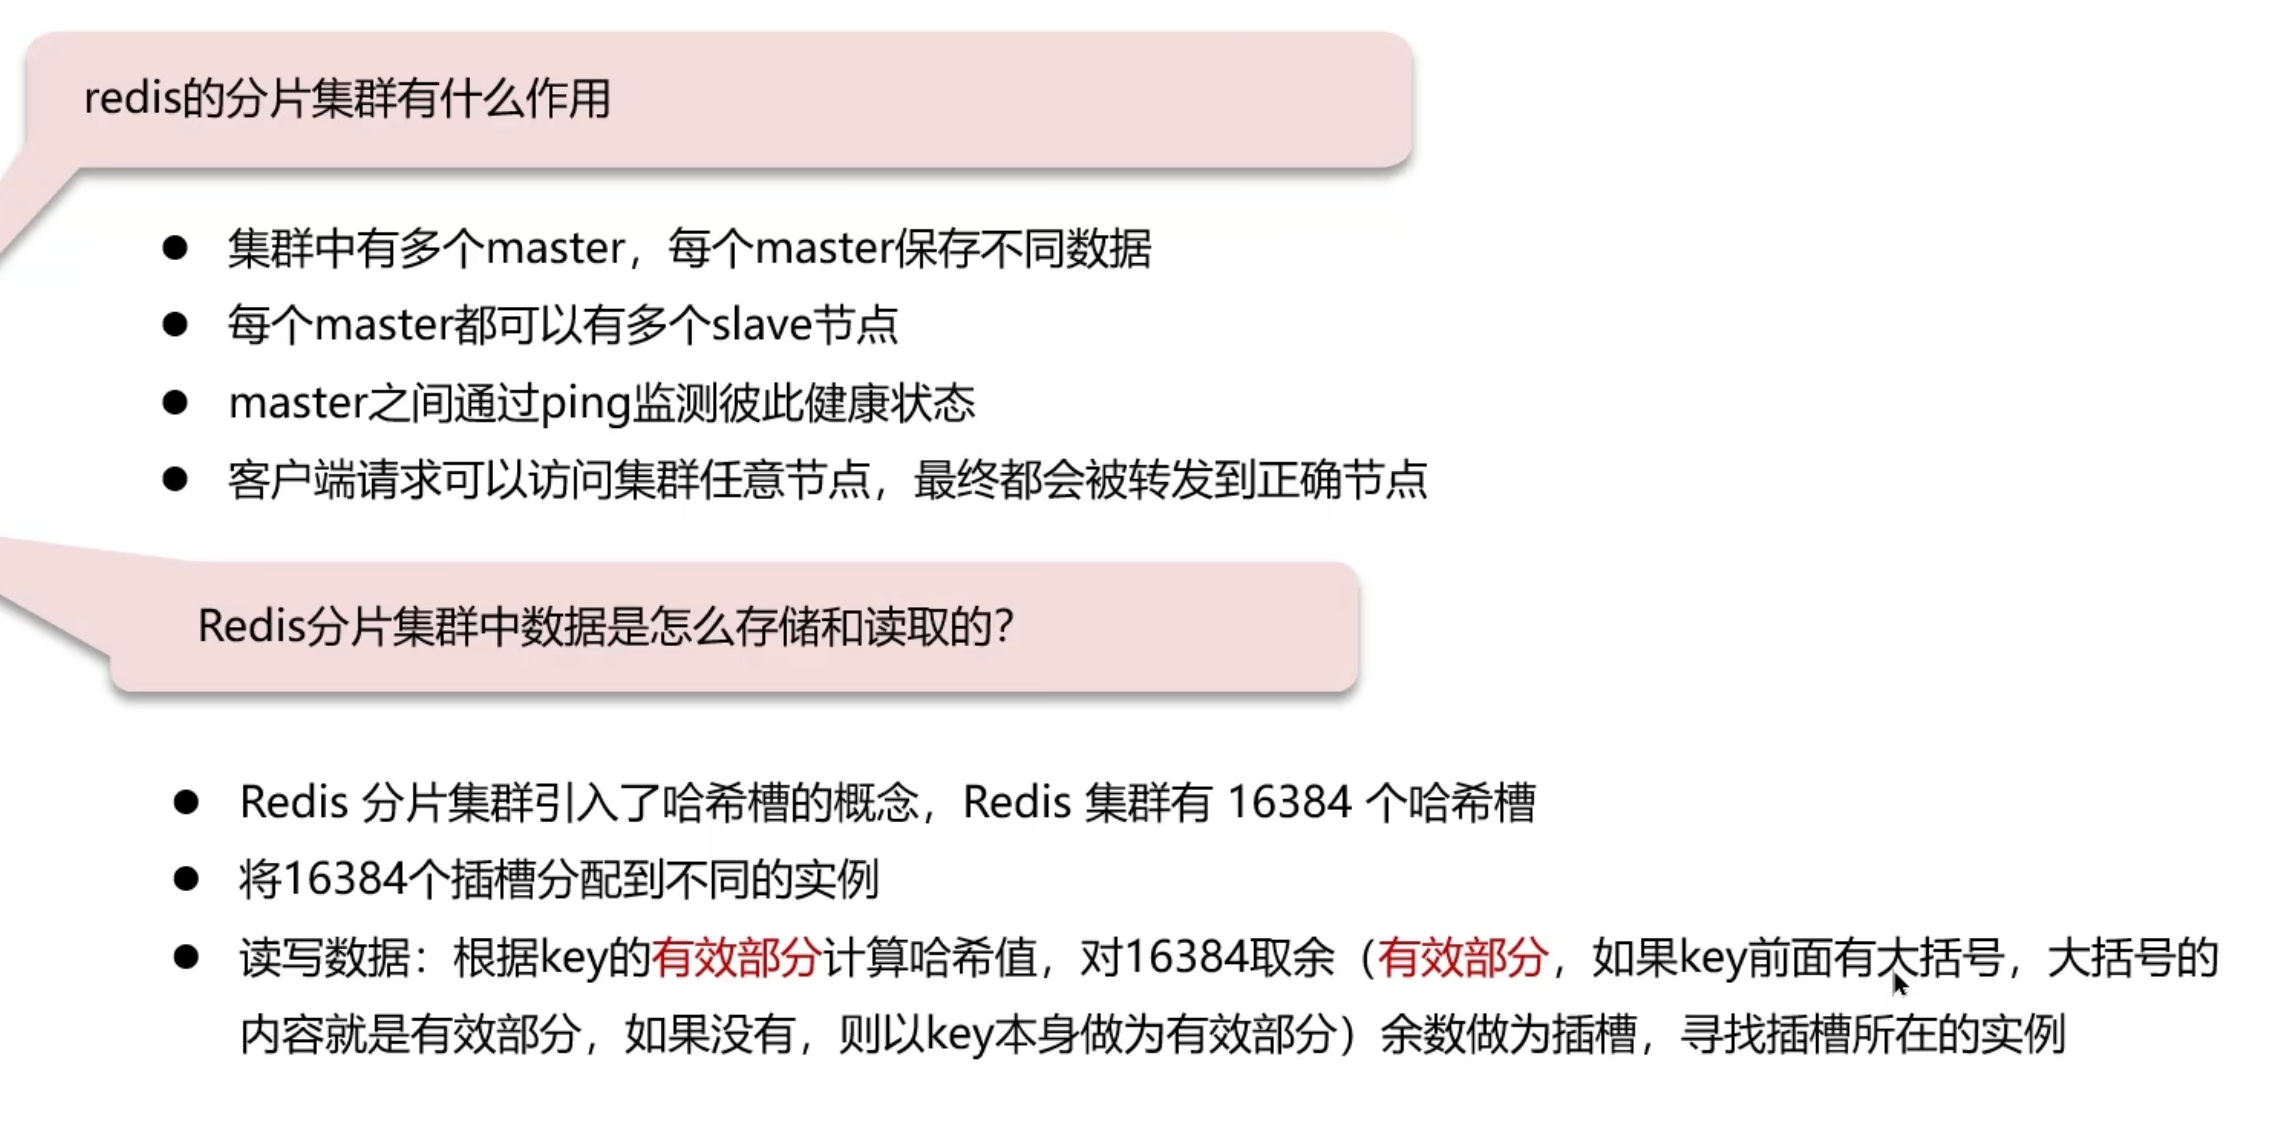 redis的分片集群有什么作用
集群中有多个master，每个master保存不同数据
每个master都可以有多个slave节点
master之间通过ping监测彼此健康状态
客户端请求可以访问集群任意节点，最终都会被转发到正确节点
Redis分片集群中数据是怎么存储和读取的？
Redis 分片集群引入了哈希槽的概念，Redis 集群有 16384 个哈希槽
将16384个插槽分配到不同的实例
读写数据：根据key的有效部分计算哈希值，对16384取余（有效部分，如果key前面有大括号，大括号的
内容就是有效部分，如果没有，则以key本身做为有效部分）余数做为插槽，寻找插槽所在的实例